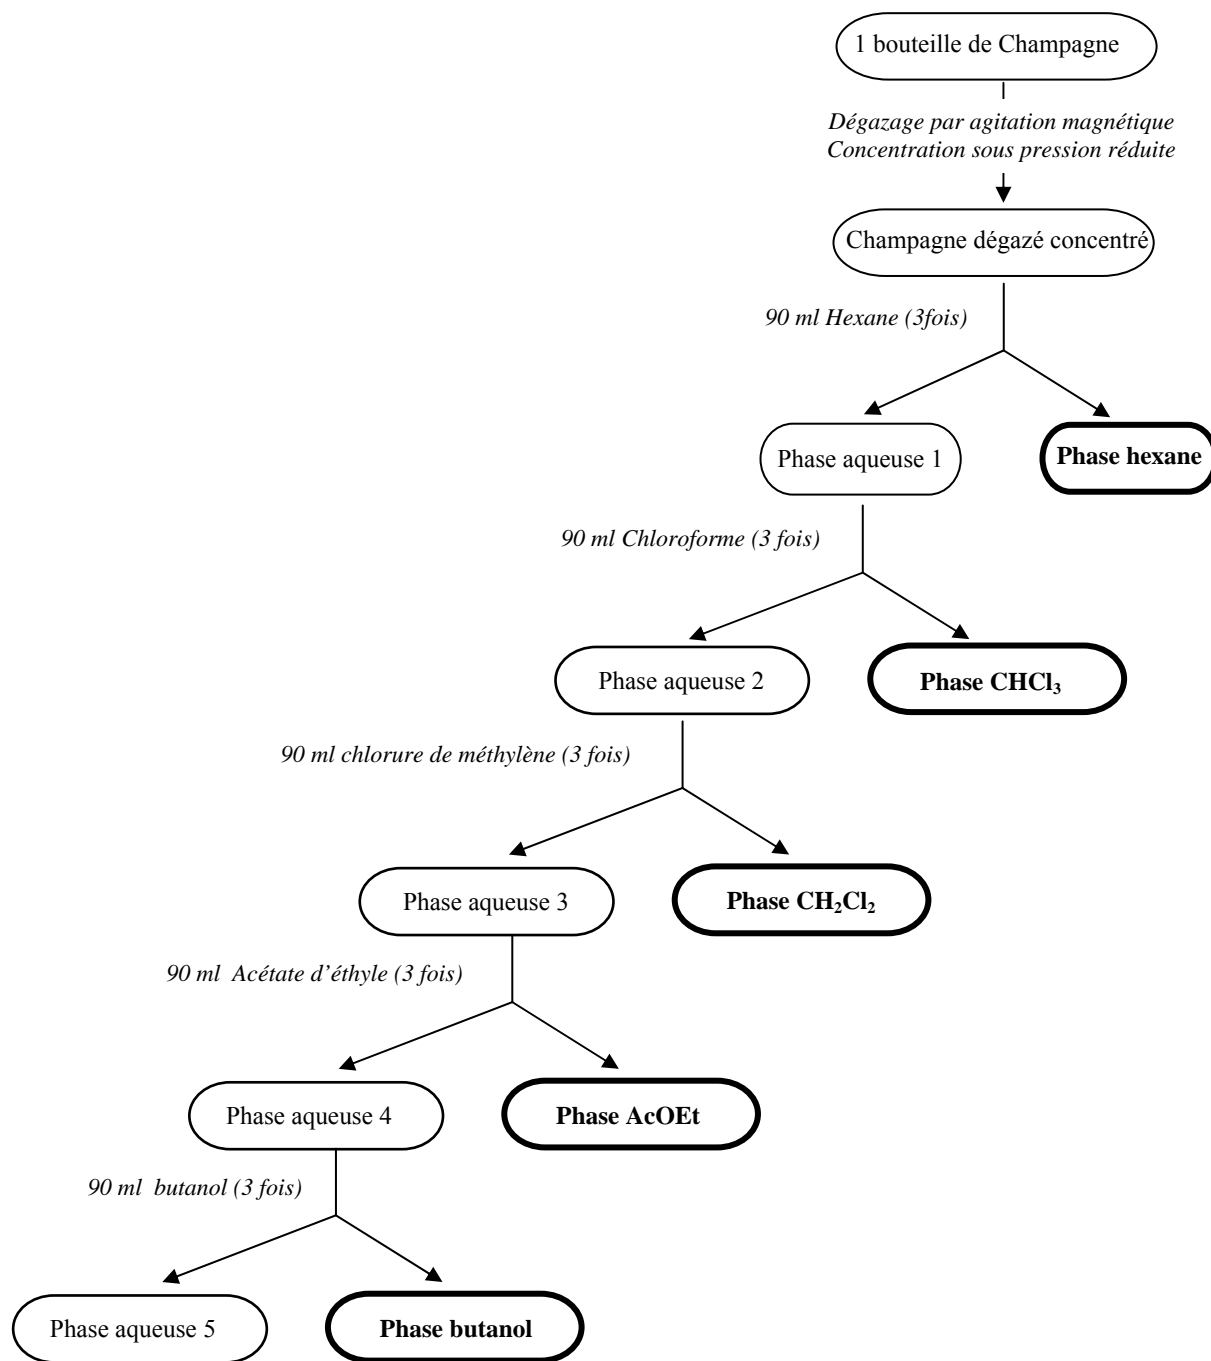 1 bouteille de Champagne
Dégazage par agitation magnétique
Concentration sous pression réduite
Champagne dégazé concentré
90 ml Hexane (3fois)
Phase aqueuse 1
Phase hexane
90 ml Chloroforme (3 fois)
Phase aqueuse 2
Phase CHCl₃
90 ml chlorure de méthylène (3 fois)
Phase aqueuse 3
Phase CH₂Cl₂
90 ml Acétate d’éthyle (3 fois)
Phase aqueuse 4
Phase AcOEt
90 ml butanol (3 fois)
Phase aqueuse 5
Phase butanol